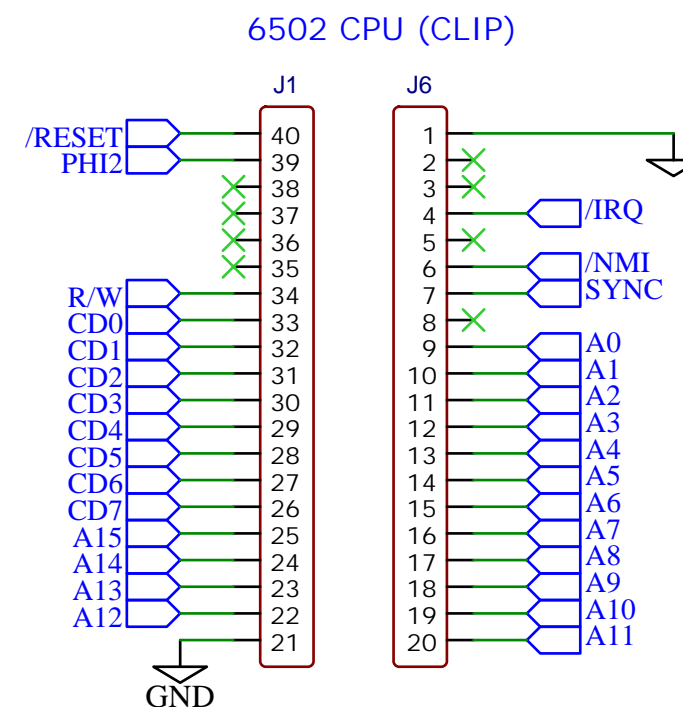 6502 CPU (CLIP)
J1
/RESET 40
PHI2 39
38
37
36
35
R/W 34
CD0 33
CD1 32
CD2 31
CD3 30
CD4 29
CD5 28
CD6 27
CD7 26
A15 25
A14 24
A13 23
A12 22
21
GND
J6
1
2
3
4 /IRQ
5
6 /NMI
7 SYNC
8
9 A0
10 A1
11 A2
12 A3
13 A4
14 A5
15 A6
16 A7
17 A8
18 A9
19 A10
20 A11